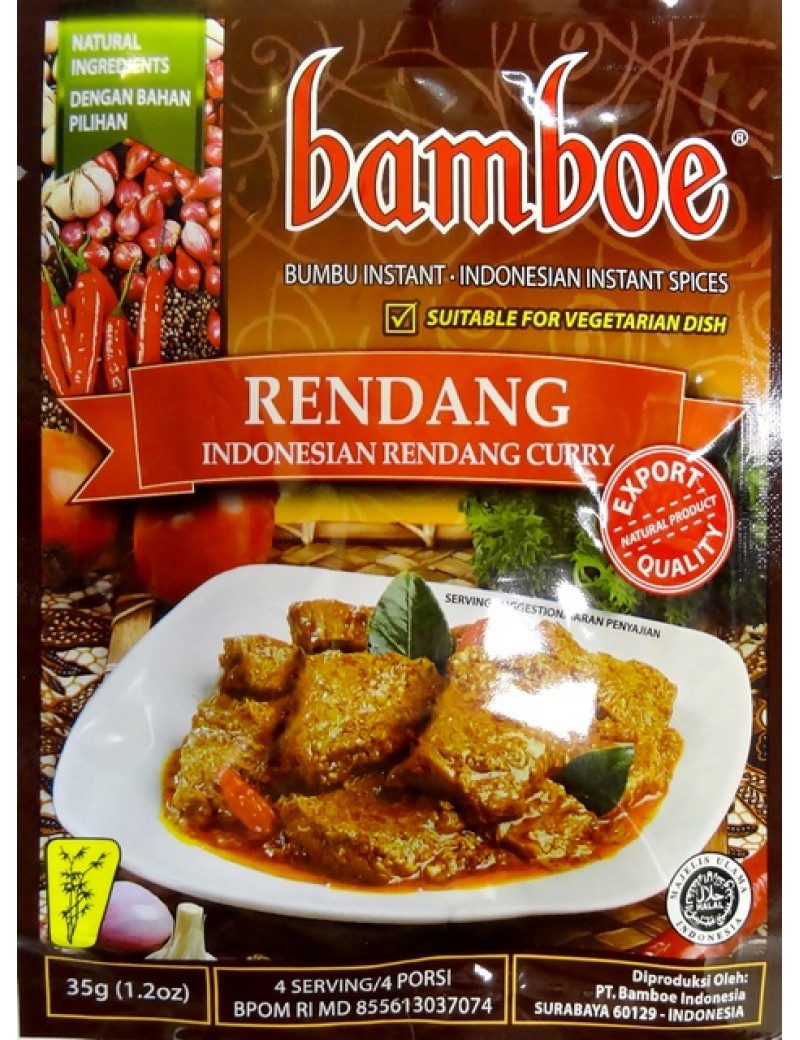 NATURAL
INGREDIENTS
DENGAN BAHAN
PILIHAN
bamboe®
BUMBU INSTANT · INDONESIAN INSTANT SPICES
SUITABLE FOR VEGETARIAN DISH
RENDANG
INDONESIAN RENDANG CURRY
EXPORT
NATURAL PRODUCT
QUALITY
SERVING SUGGESTION/SARAN PENYAJIAN
MAJELIS ULAMA
حلال
HALAL
INDONESIA
35g (1.2oz)
4 SERVING/4 PORSI
BPOM RI MD 855613037074
Diproduksi Oleh:
PT. Bamboe Indonesia
SURABAYA 60129 - INDONESIA